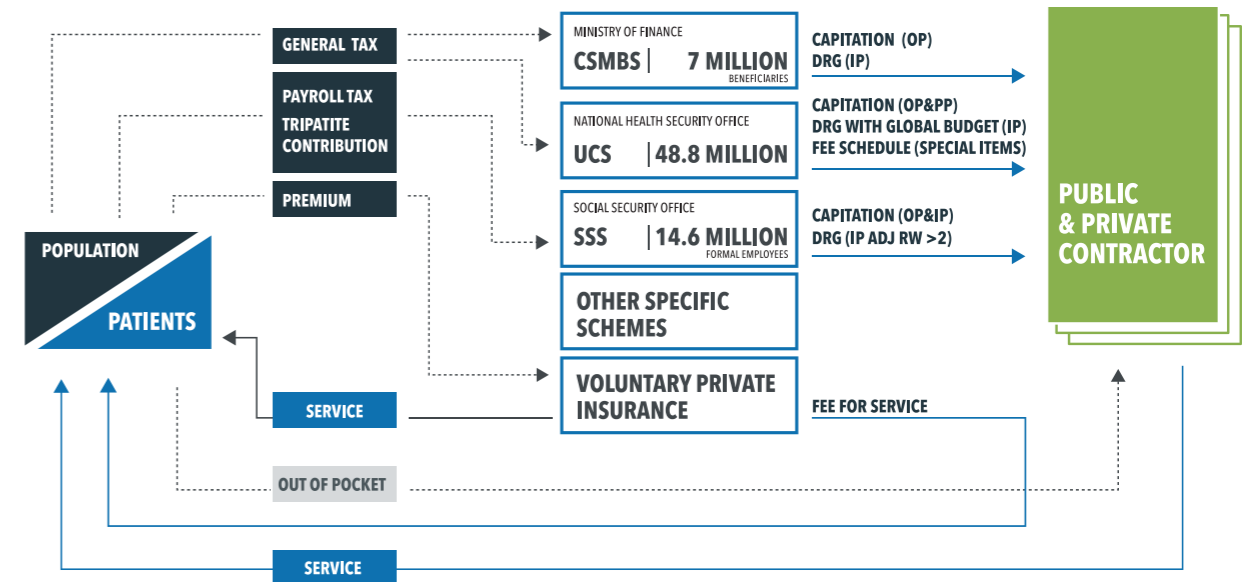 GENERAL TAX
PAYROLL TAX
TRIPATITE
CONTRIBUTION
PREMIUM
POPULATION
PATIENTS
MINISTRY OF FINANCE
CSMBS | 7 MILLION
BENEFICIARIES
NATIONAL HEALTH SECURITY OFFICE
UCS | 48.8 MILLION
SOCIAL SECURITY OFFICE
SSS | 14.6 MILLION
FORMAL EMPLOYEES
OTHER SPECIFIC
SCHEMES
VOLUNTARY PRIVATE
INSURANCE
CAPITATION (OP)
DRG (IP)
CAPITATION (OP&PP)
DRG WITH GLOBAL BUDGET (IP)
FEE SCHEDULE (SPECIAL ITEMS)
CAPITATION (OP&IP)
DRG (IP ADJ RW >2)
FEE FOR SERVICE
PUBLIC
& PRIVATE
CONTRACTOR
SERVICE
OUT OF POCKET
SERVICE